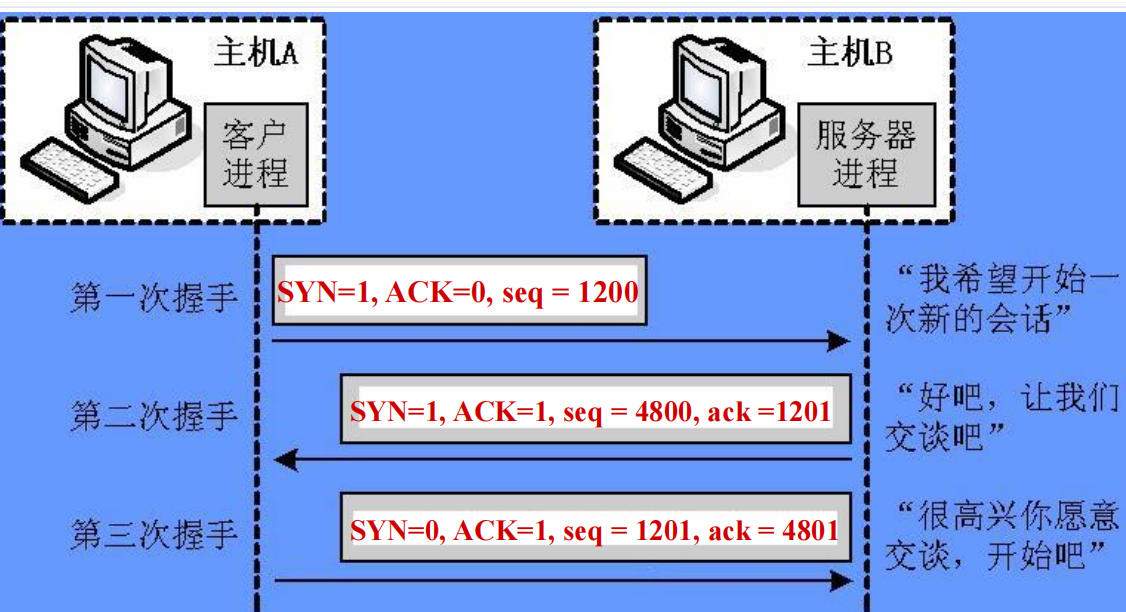 主机A
客户
进程
主机B
服务器
进程
第一次握手
SYN=1, ACK=0, seq = 1200
“我希望开始一
次新的会话”
第二次握手
SYN=1, ACK=1, seq = 4800, ack =1201
“好吧，让我们
交谈吧”
第三次握手
SYN=0, ACK=1, seq = 1201, ack = 4801
“很高兴你愿意
交谈，开始吧”